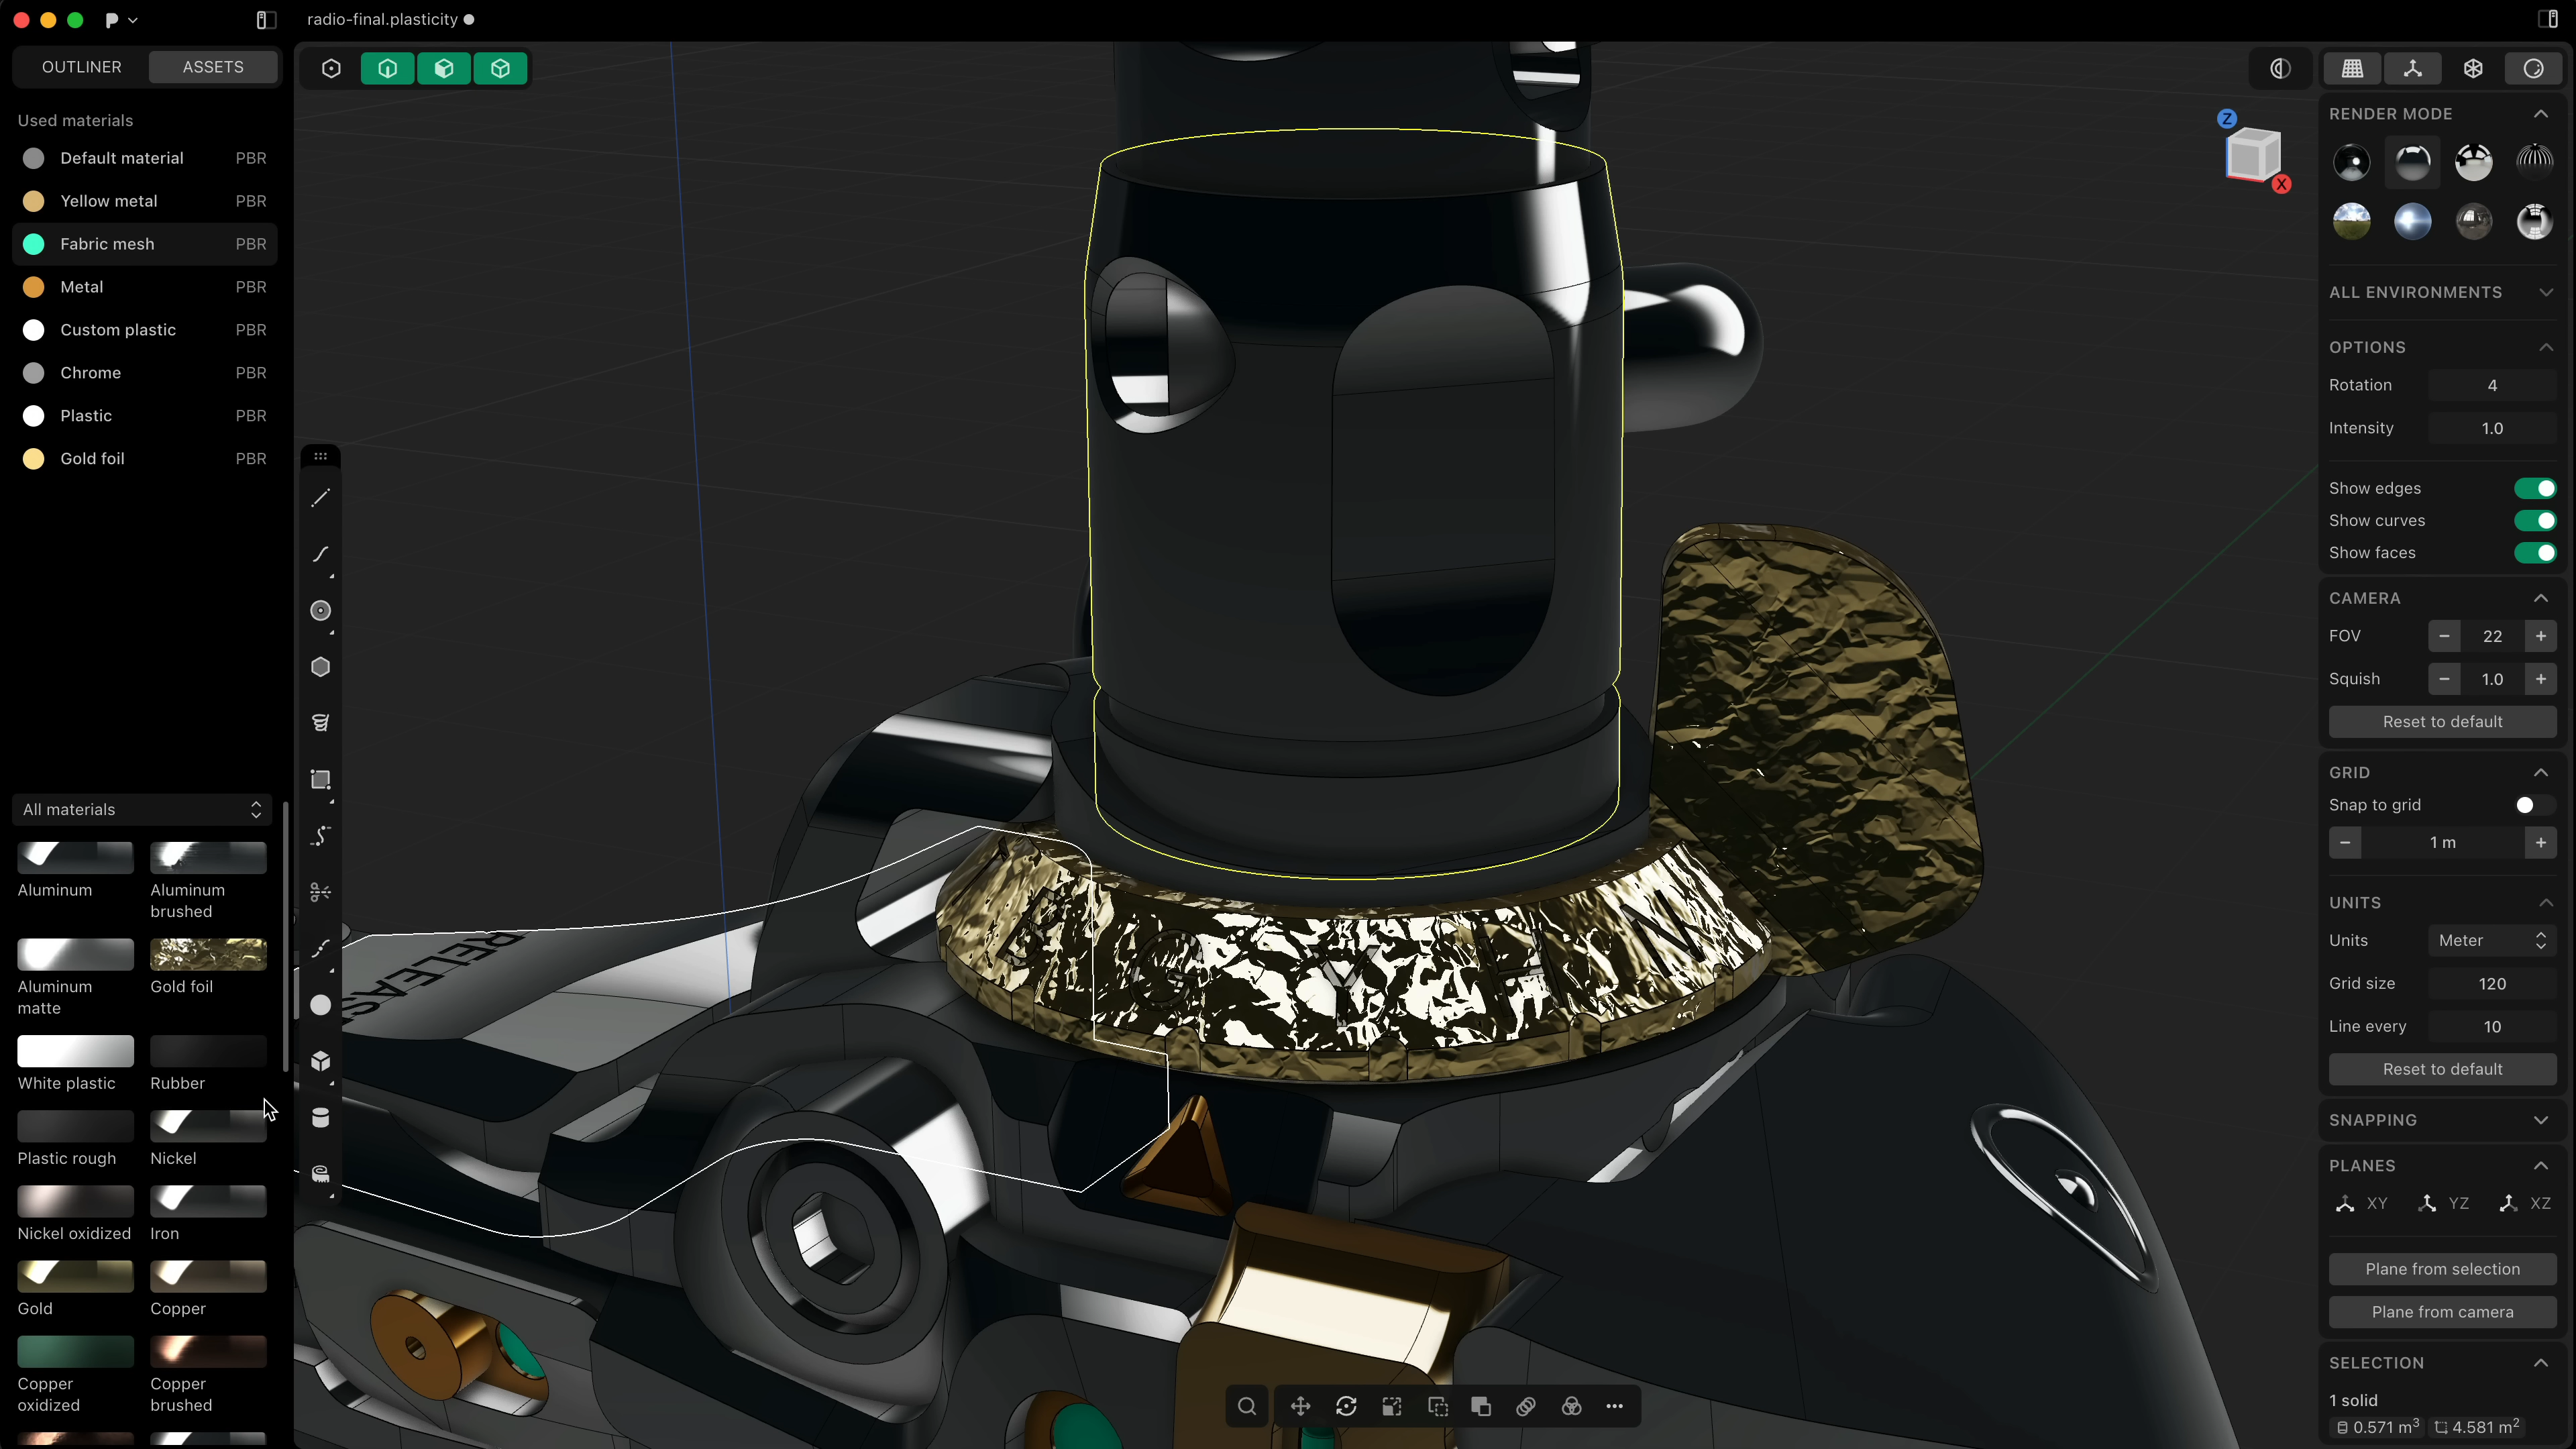 radio-final.plasticity
OUTLINER ASSETS
Used materials
Default material PBR
Yellow metal PBR
Fabric mesh PBR
Metal PBR
Custom plastic PBR
Chrome PBR
Plastic PBR
Gold foil PBR
All materials
Aluminum
Aluminum brushed
Aluminum matte
Gold foil
White plastic
Rubber
Plastic rough
Nickel
Nickel oxidized
Iron
Gold
Copper
Copper oxidized
Copper brushed
G Y H N
Z
X
RENDER MODE
ALL ENVIRONMENTS
OPTIONS
Rotation 4
Intensity 1.0
Show edges
Show curves
Show faces
CAMERA
FOV − 22 +
Squish − 1.0 +
Reset to default
GRID
Snap to grid
− 1 m +
UNITS
Units Meter
Grid size 120
Line every 10
Reset to default
SNAPPING
PLANES
XY YZ XZ
Plane from selection
Plane from camera
SELECTION
1 solid
0.571 m³ 4.581 m²